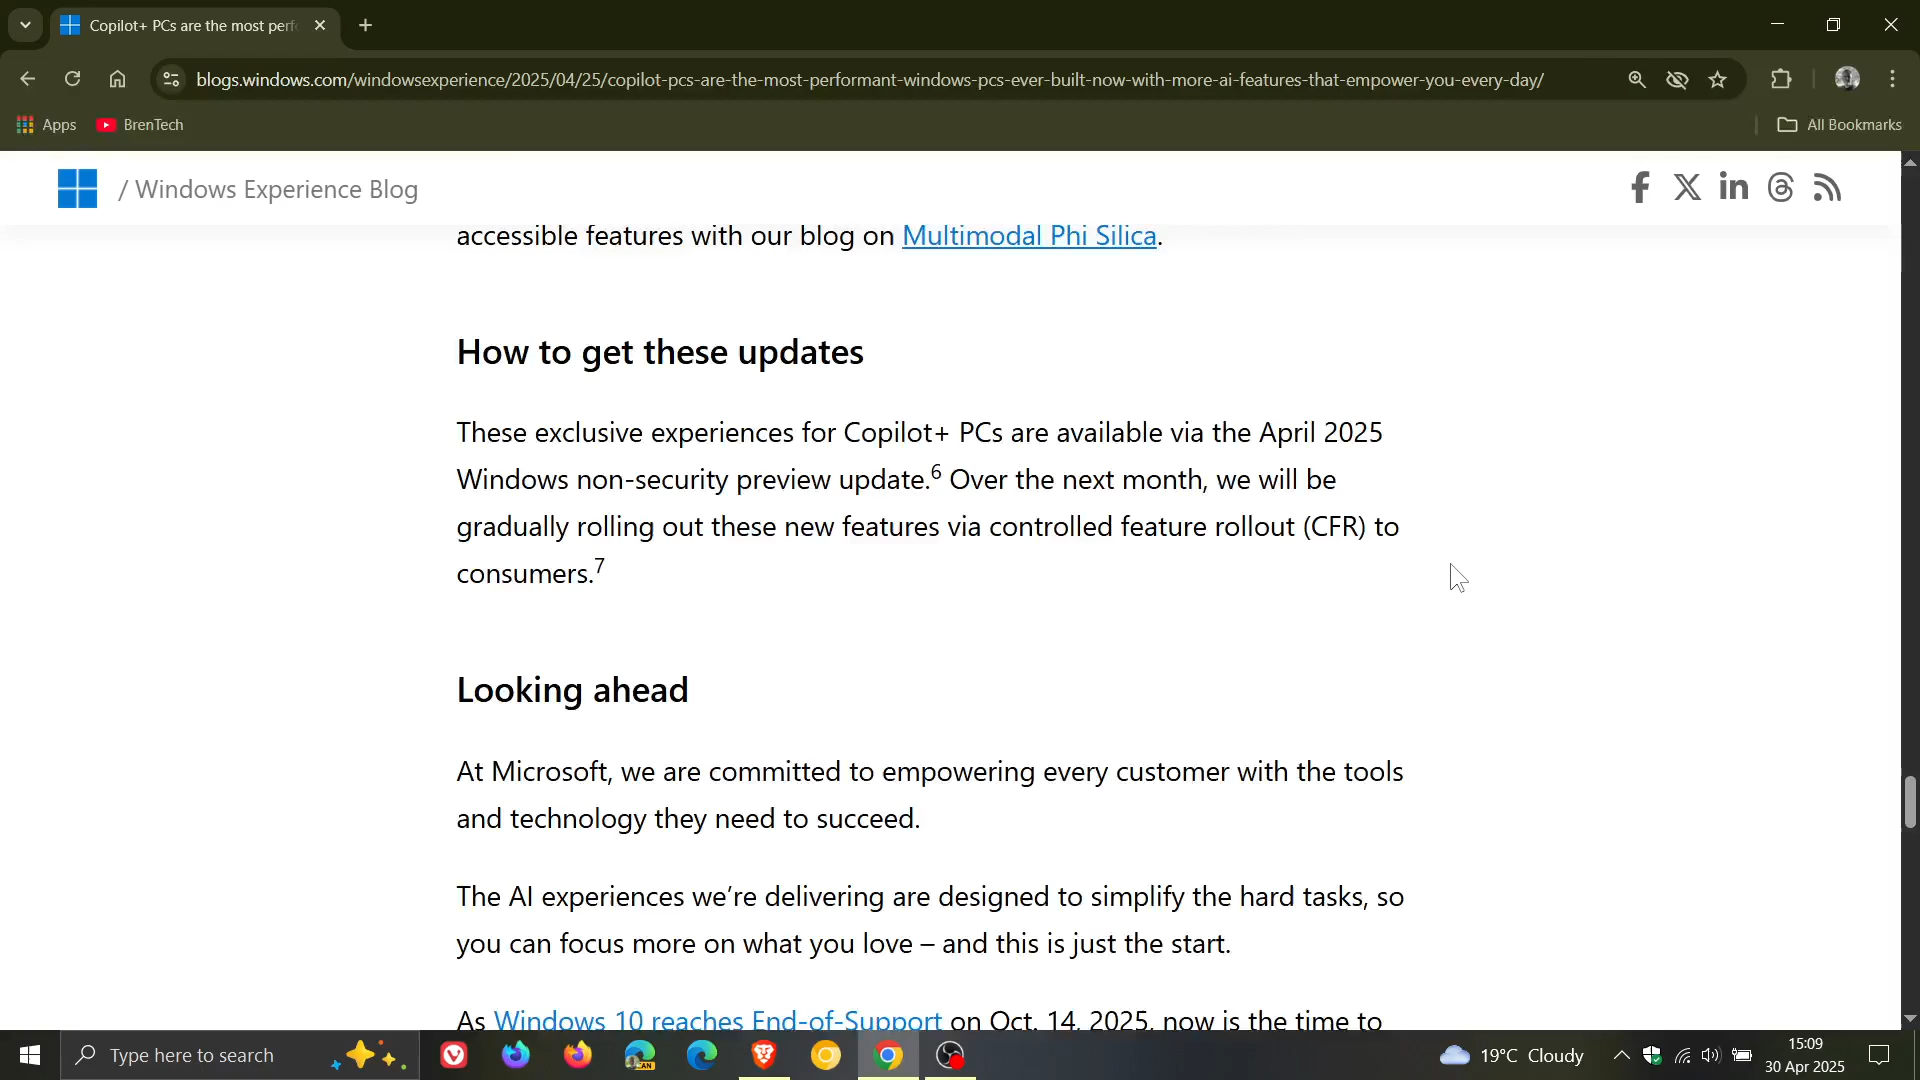 Copilot+ PCs are the most perf
blogs.windows.com/windowsexperience/2025/04/25/copilot-pcs-are-the-most-performant-windows-pcs-ever-built-now-with-more-ai-features-that-empower-you-every-day/
Apps
BrenTech
All Bookmarks
/ Windows Experience Blog
accessible features with our blog on Multimodal Phi Silica.
How to get these updates
These exclusive experiences for Copilot+ PCs are available via the April 2025
Windows non-security preview update.6 Over the next month, we will be
gradually rolling out these new features via controlled feature rollout (CFR) to
consumers.7
Looking ahead
At Microsoft, we are committed to empowering every customer with the tools
and technology they need to succeed.
The AI experiences we’re delivering are designed to simplify the hard tasks, so
you can focus more on what you love – and this is just the start.
As Windows 10 reaches End-of-Support on Oct. 14, 2025, now is the time to
Type here to search
CAN
19°C Cloudy
15:09
30 Apr 2025